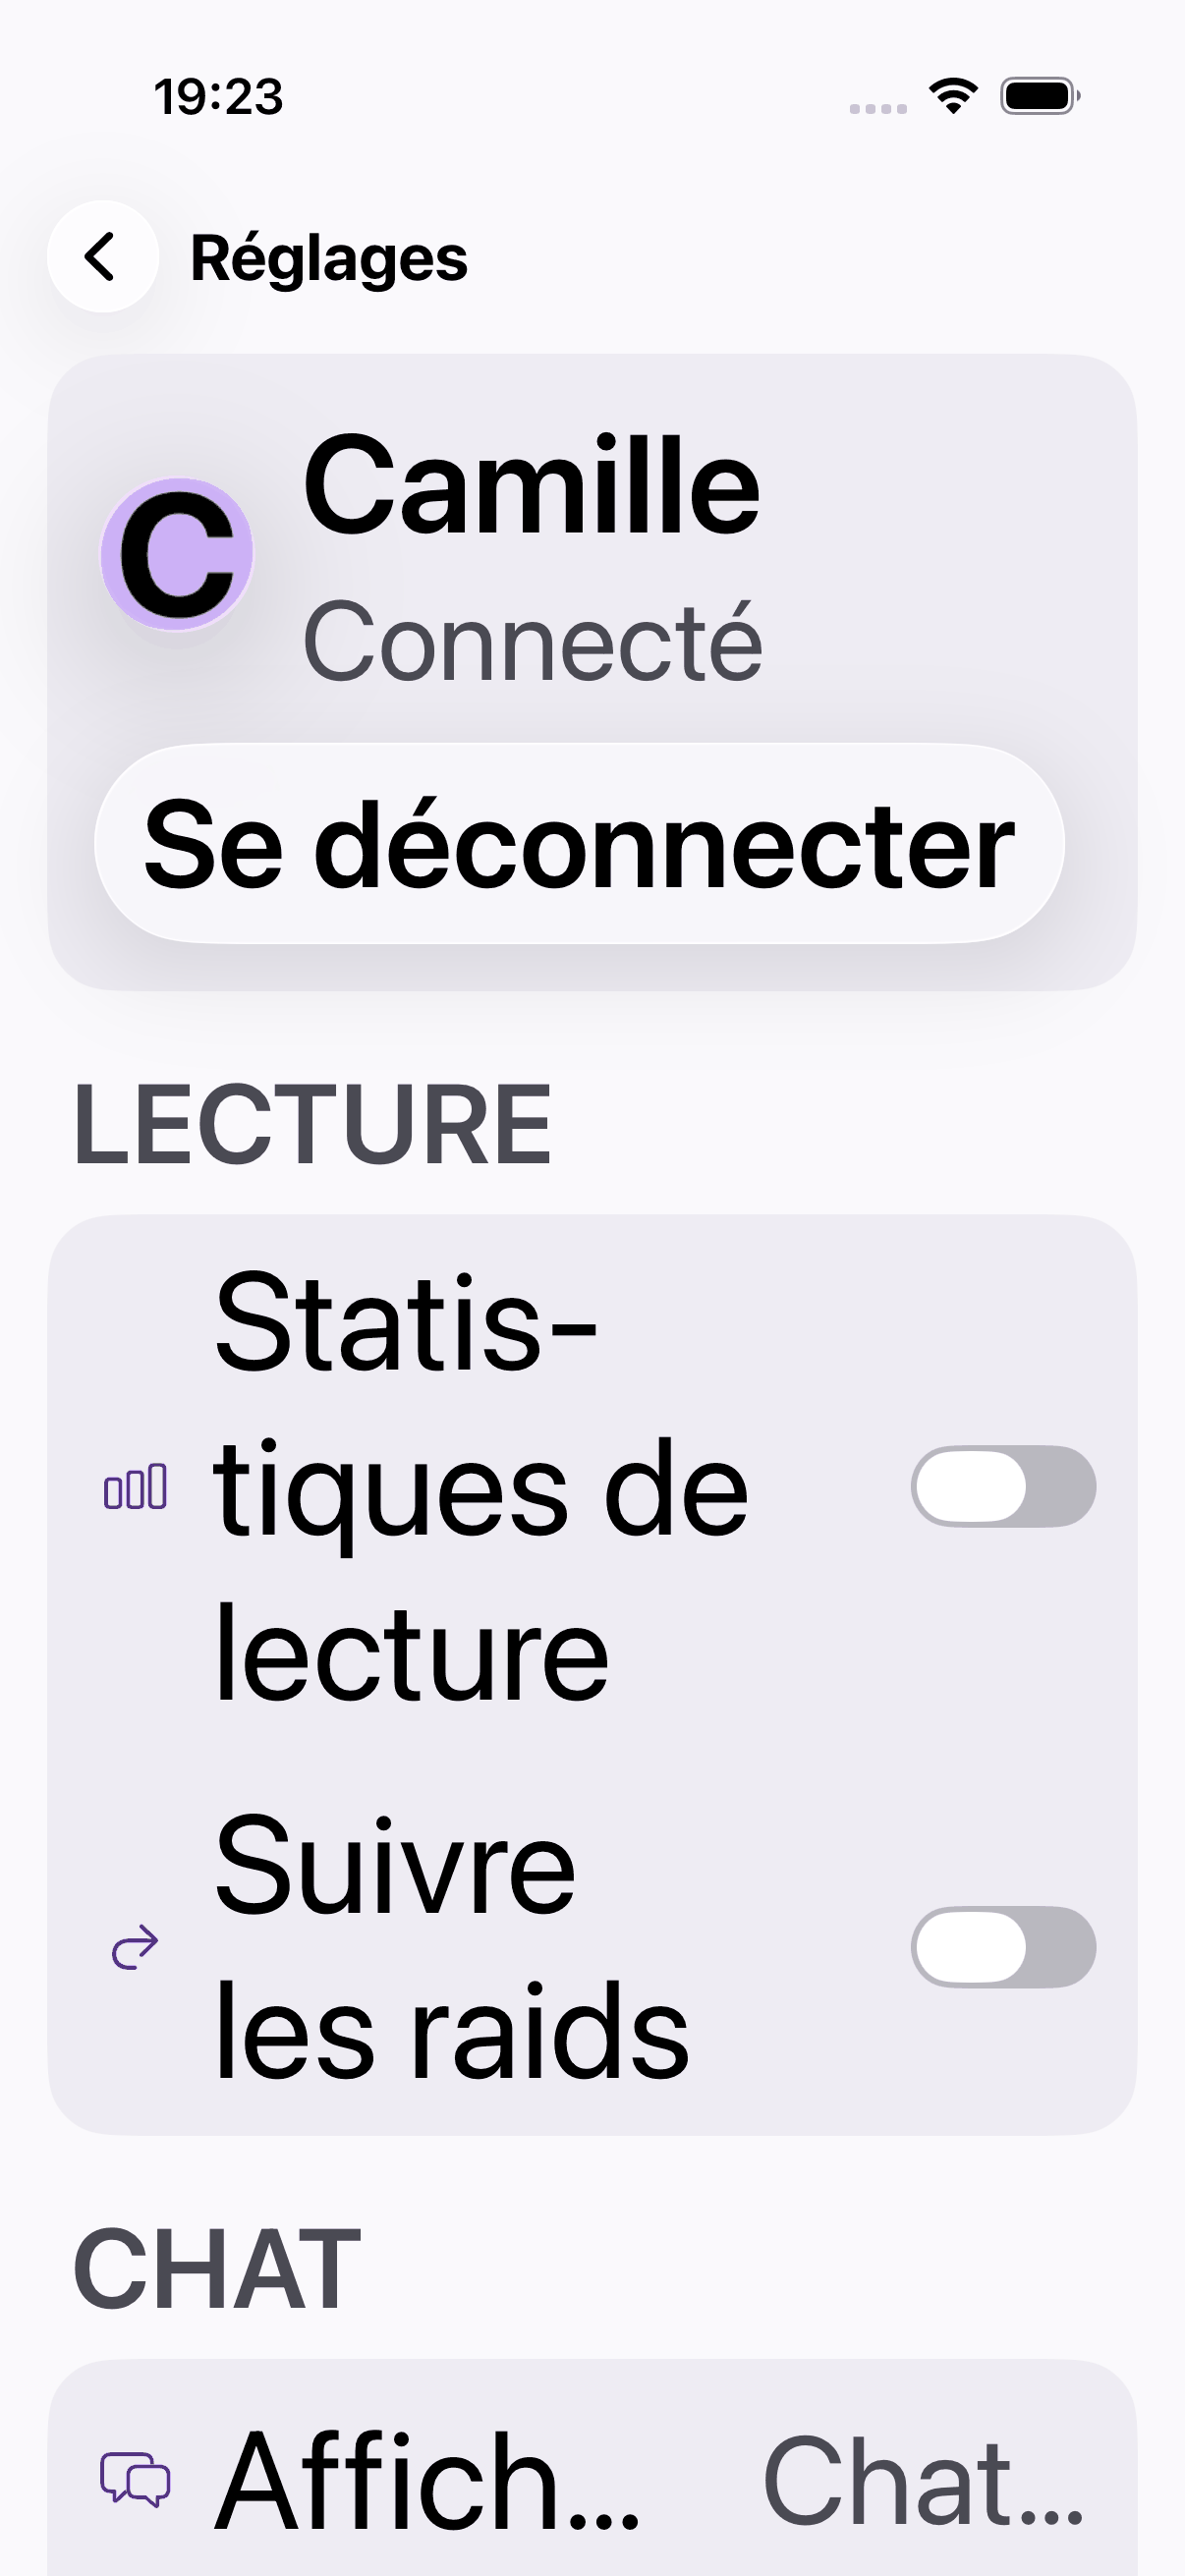 19:23
Réglages
C
Camille
Connecté
Se déconnecter
LECTURE
Statis-
tiques de
lecture
Suivre
les raids
CHAT
Affich...
Chat...